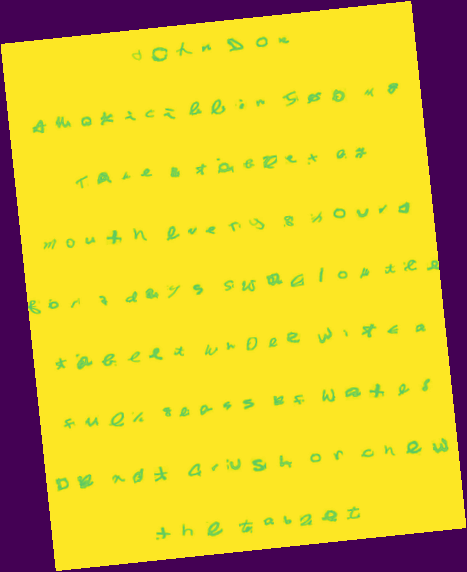 JOhn DOe
Amoxicillin 500 mg
TAke 1 tablet by
mouth every 8 hours
for 7 days swallow the
tablet whole with a
full glass of water
DO not crush or chew
the tablet